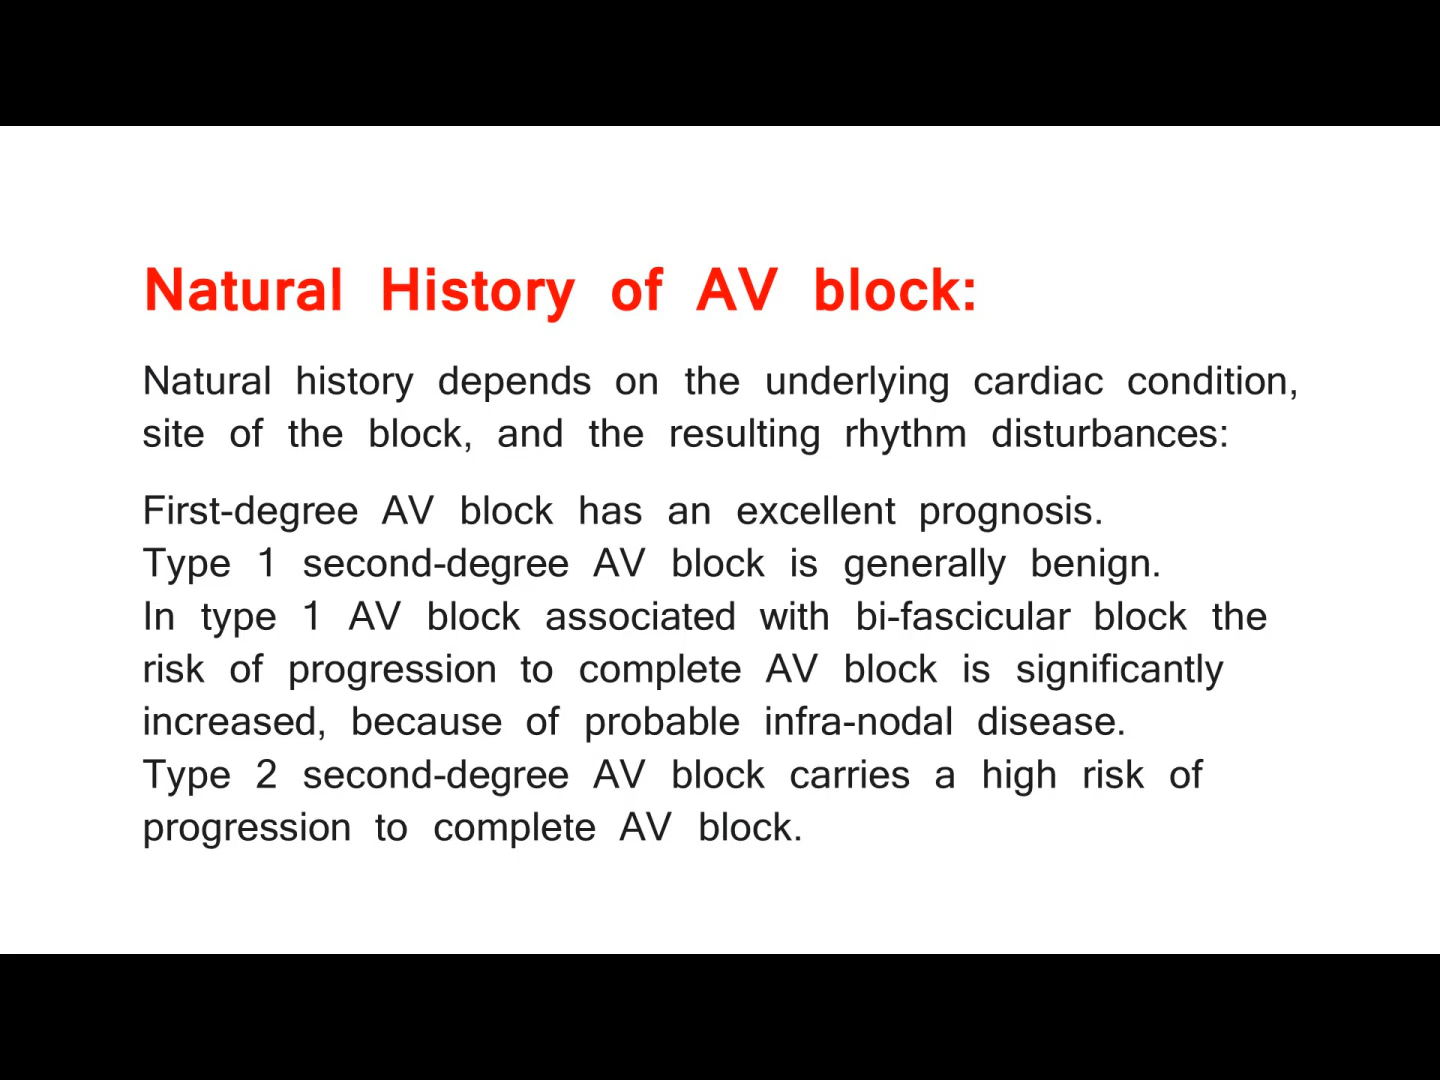 Natural History of AV block:
Natural history depends on the underlying cardiac condition,
site of the block, and the resulting rhythm disturbances:
First-degree AV block has an excellent prognosis.
Type 1 second-degree AV block is generally benign.
In type 1 AV block associated with bi-fascicular block the
risk of progression to complete AV block is significantly
increased, because of probable infra-nodal disease.
Type 2 second-degree AV block carries a high risk of
progression to complete AV block.